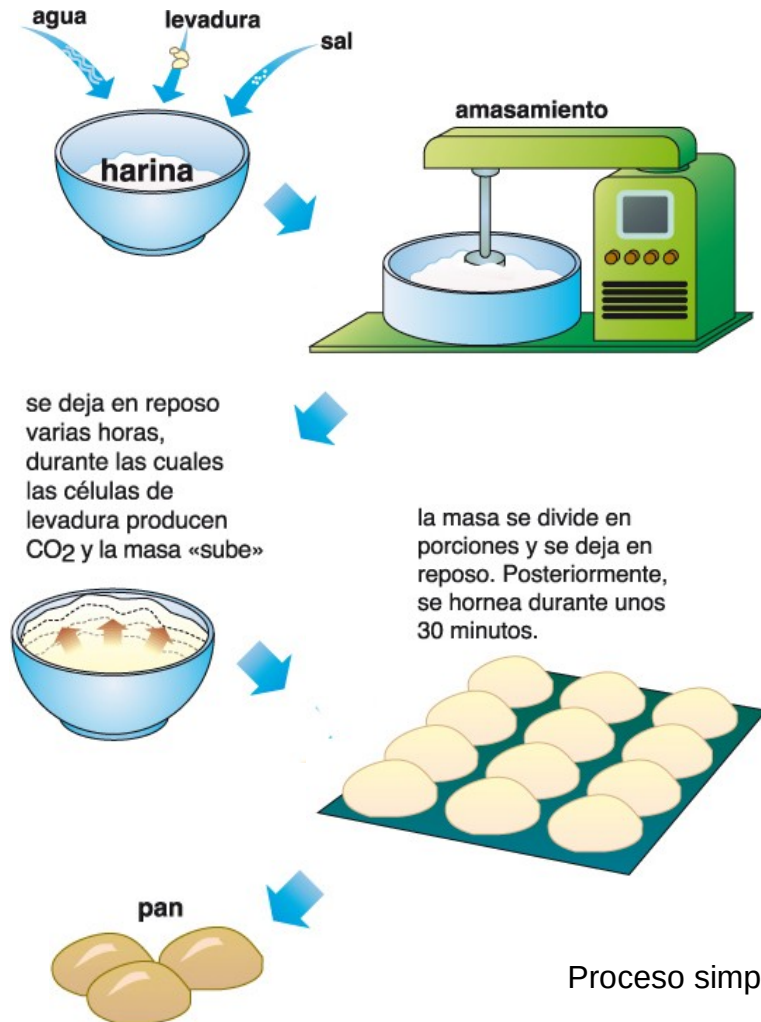 agua
levadura
sal
harina
amasamiento
se deja en reposo
varias horas,
durante las cuales
las células de
levadura producen
CO2 y la masa «sube»
la masa se divide en
porciones y se deja en
reposo. Posteriormente,
se hornea durante unos
30 minutos.
pan
Proceso simp